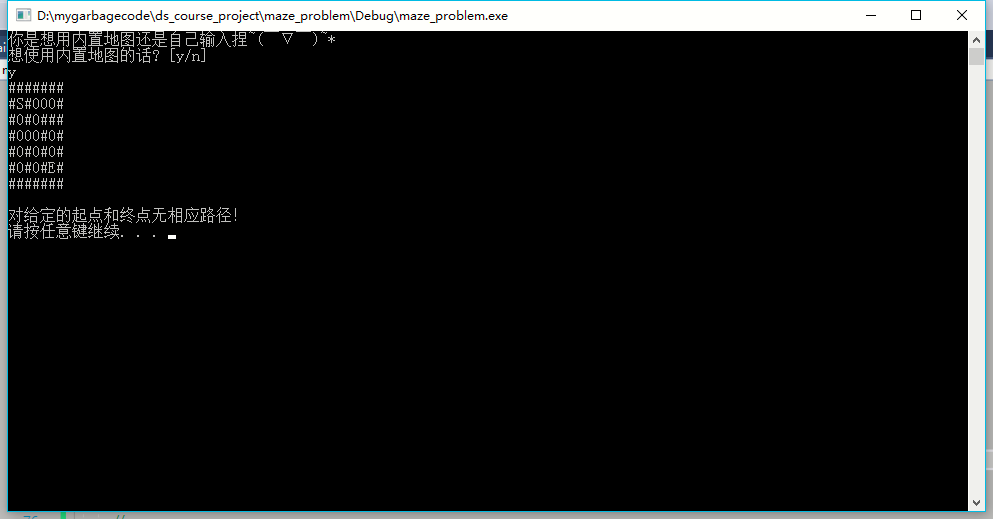 D:\mygarbagecode\ds_course_project\maze_problem\Debug\maze_problem.exe
你是想用内置地图还是自己输入捏~(￣▽￣)~*
想使用内置地图的话? [y/n]
y
#######
#S#000#
#0#0###
#000#0#
#0#0#0#
#0#0#E#
#######
对给定的起点和终点无相应路径!
请按任意键继续. . .